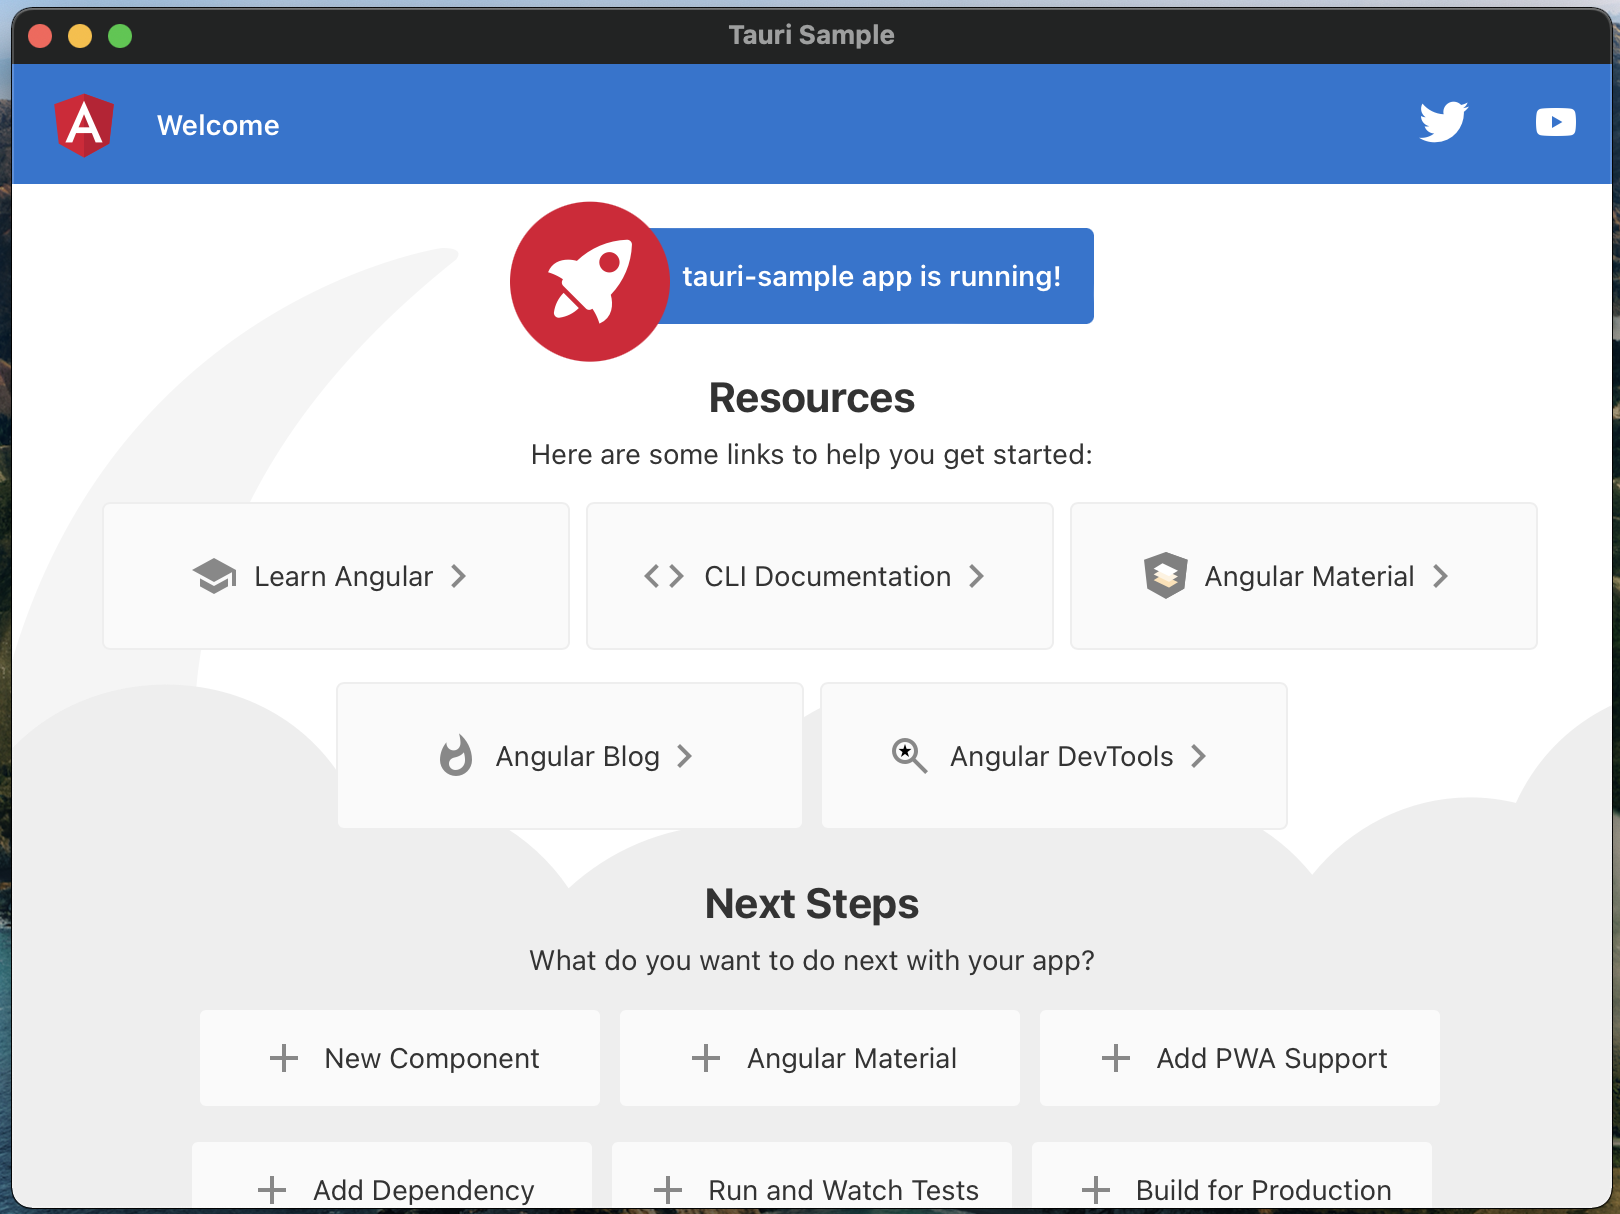 Tauri Sample
Welcome
tauri-sample app is running!
Resources
Here are some links to help you get started:
Learn Angular
CLI Documentation
Angular Material
Angular Blog
Angular DevTools
Next Steps
What do you want to do next with your app?
New Component
Angular Material
Add PWA Support
Add Dependency
Run and Watch Tests
Build for Production